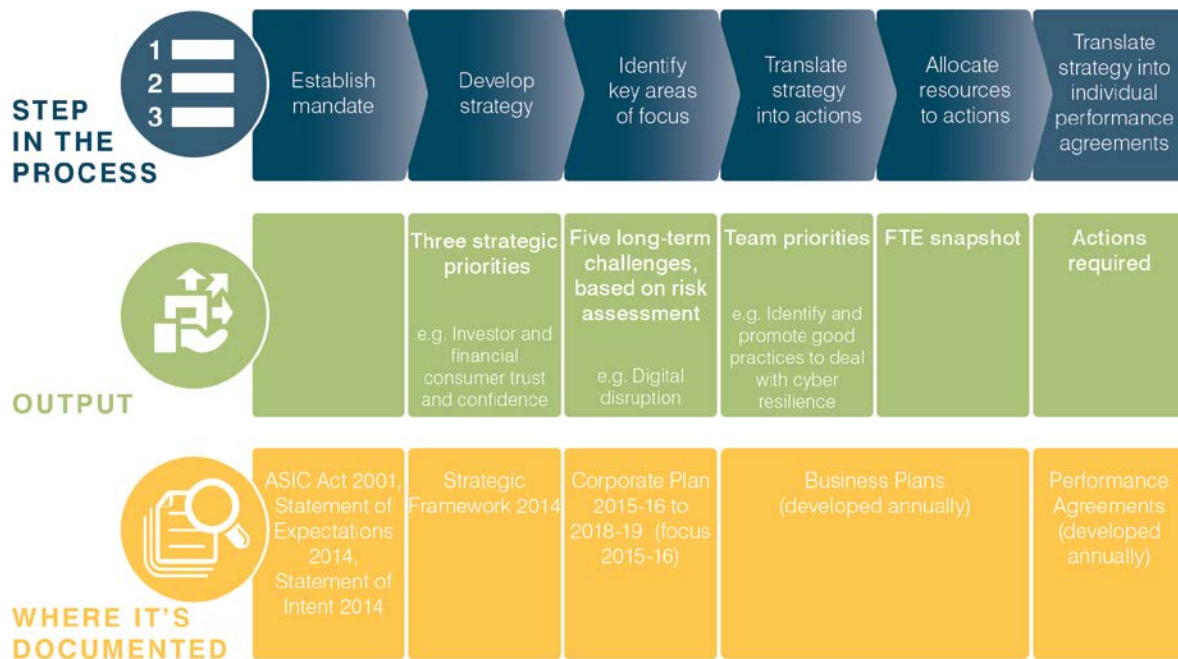 1
2
3
STEP
IN THE
PROCESS
Establish
mandate
Develop
strategy
Identify
key areas
of focus
Translate
strategy
into actions
Allocate
resources
to actions
Translate
strategy into
individual
performance
agreements
OUTPUT
Three strategic
priorities
e.g. Investor and
financial
consumer trust
and confidence
Five long-term
challenges,
based on risk
assessment
e.g. Digital
disruption
Team priorities
e.g. Identify and
promote good
practices to deal
with cyber
resilience
FTE snapshot
Actions
required
WHERE IT'S
DOCUMENTED
ASIC Act 2001,
Statement of
Expectations
2014,
Statement of
Intent 2014
Strategic
Framework 2014
Corporate Plan
2015-16 to
2018-19 (focus
2015-16)
Business Plans
(developed annually)
Performance
Agreements
(developed
annually)